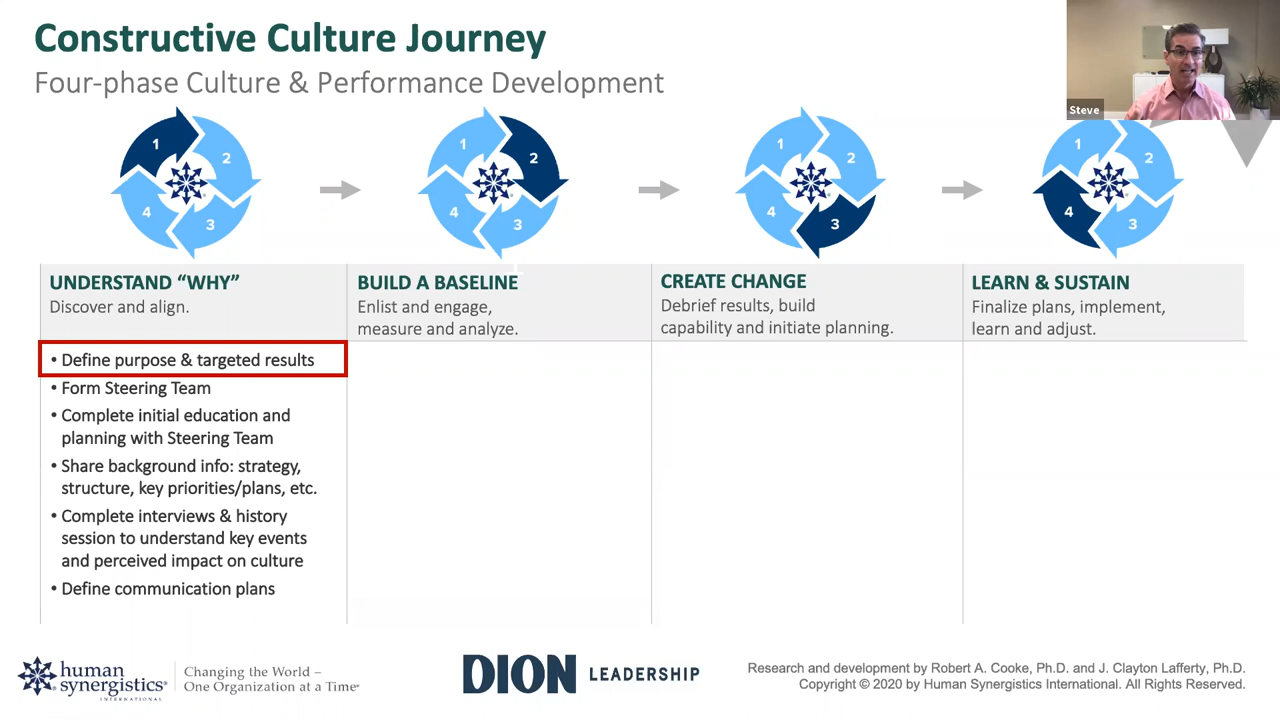 Constructive Culture Journey
Four-phase Culture & Performance Development
Steve
1
2
3
4
1
2
3
4
1
2
3
4
1
2
3
4
UNDERSTAND “WHY”
Discover and align.
BUILD A BASELINE
Enlist and engage,
measure and analyze.
CREATE CHANGE
Debrief results, build
capability and initiate planning.
LEARN & SUSTAIN
Finalize plans, implement,
learn and adjust.
• Define purpose & targeted results
• Form Steering Team
• Complete initial education and
planning with Steering Team
• Share background info: strategy,
structure, key priorities/plans, etc.
• Complete interviews & history
session to understand key events
and perceived impact on culture
• Define communication plans
human
synergistics®
INTERNATIONAL
Changing the World –
One Organization at a Time®
DION LEADERSHIP
Research and development by Robert A. Cooke, Ph.D. and J. Clayton Lafferty, Ph.D.
Copyright © 2020 by Human Synergistics International. All Rights Reserved.